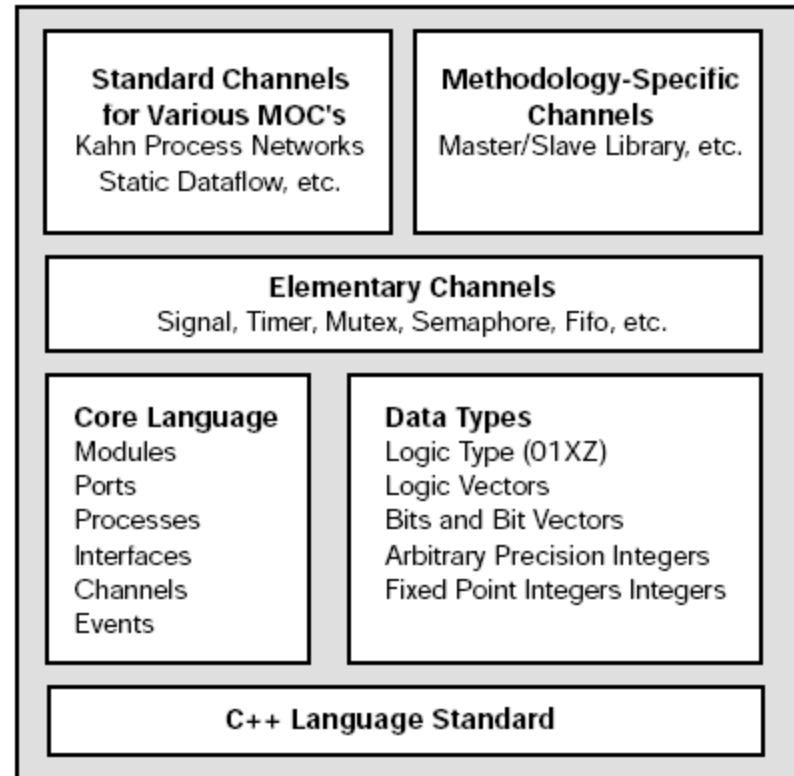 Standard Channels
for Various MOC's
Kahn Process Networks
Static Dataflow, etc.
Methodology-Specific
Channels
Master/Slave Library, etc.
Elementary Channels
Signal, Timer, Mutex, Semaphore, Fifo, etc.
Core Language
Modules
Ports
Processes
Interfaces
Channels
Events
Data Types
Logic Type (01XZ)
Logic Vectors
Bits and Bit Vectors
Arbitrary Precision Integers
Fixed Point Integers Integers
C++ Language Standard